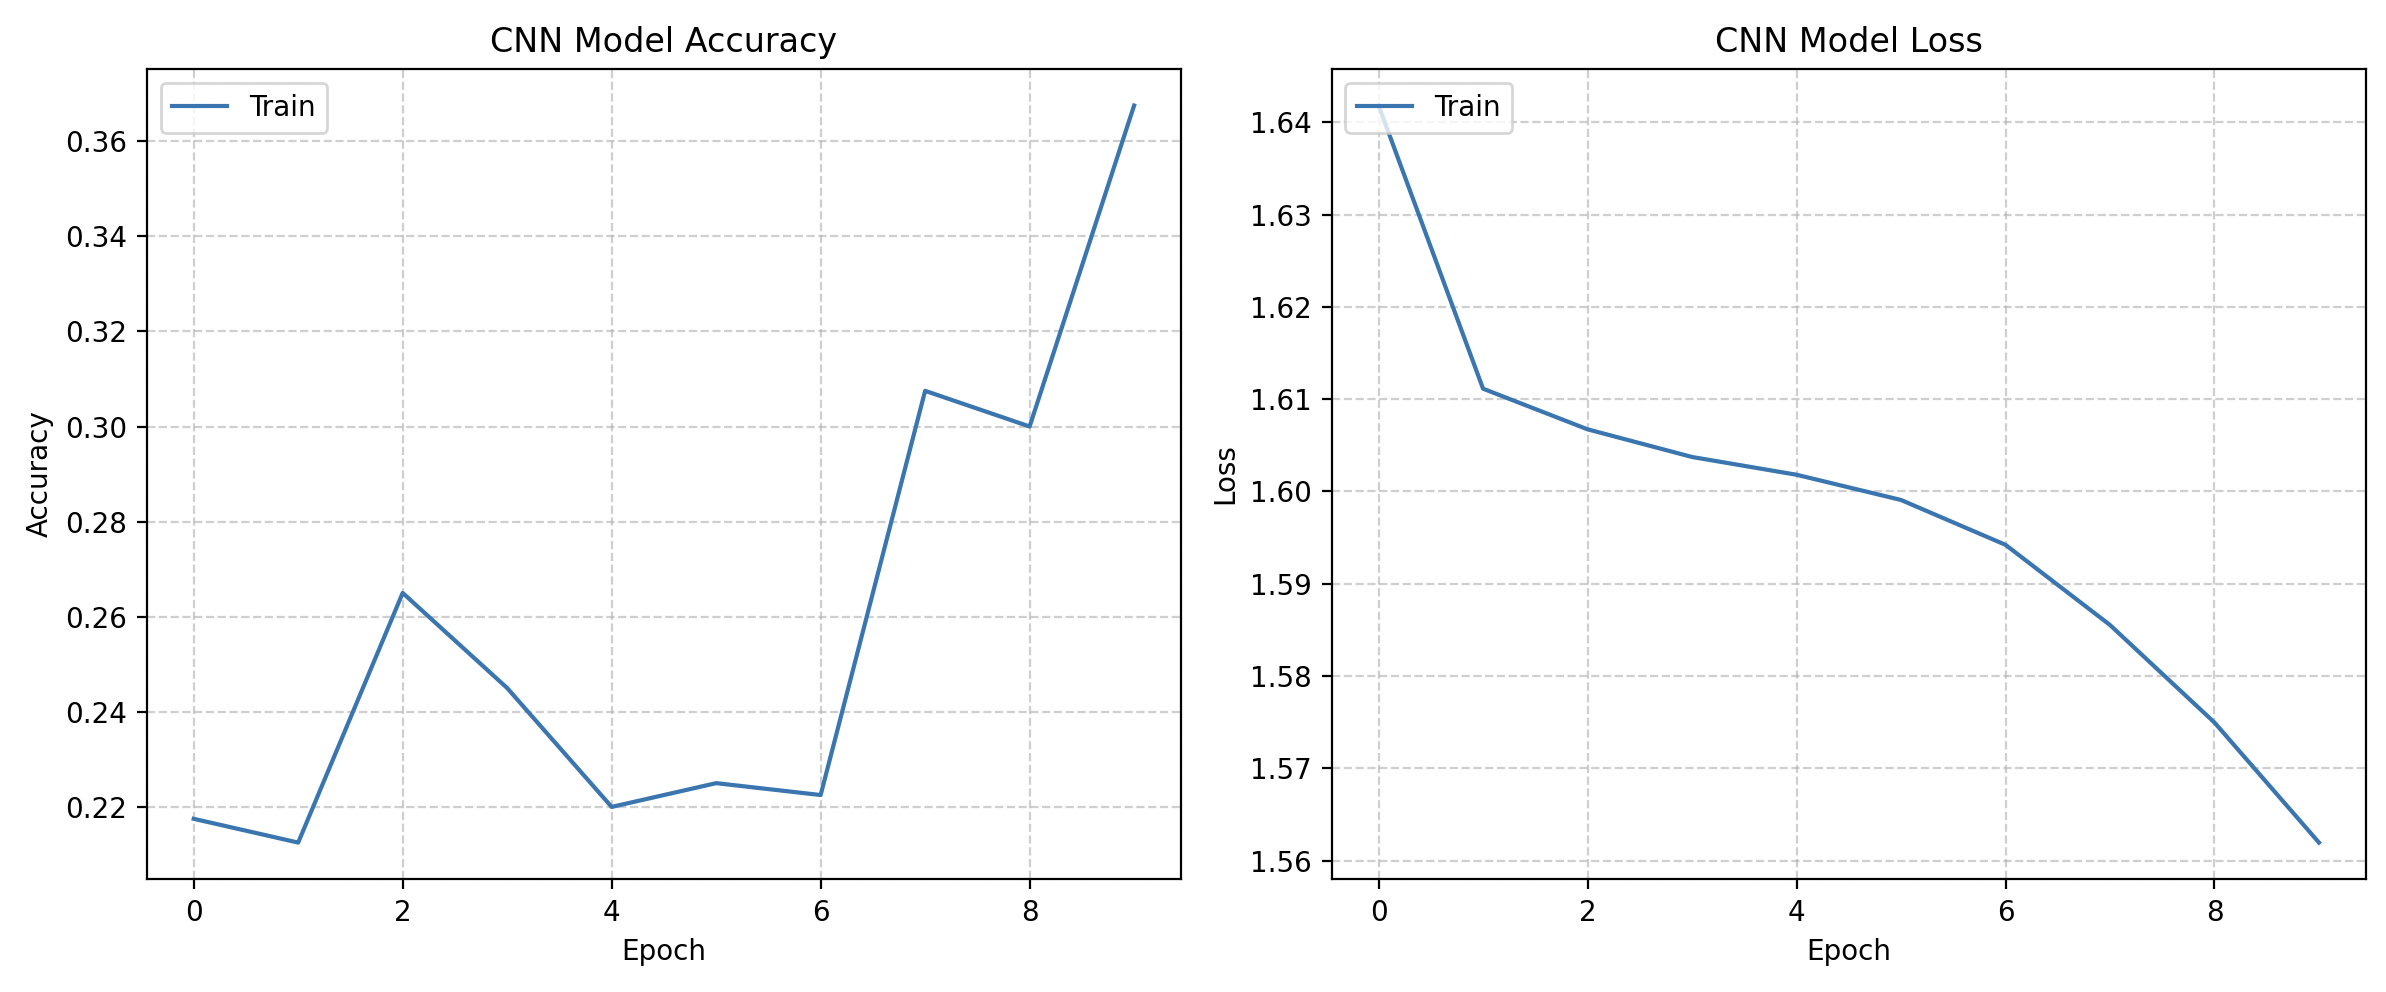 CNN Model Accuracy
Train
0.36
0.34
0.32
0.30
0.28
0.26
0.24
0.22
Accuracy
0 2 4 6 8
Epoch
CNN Model Loss
Train
1.64
1.63
1.62
1.61
1.60
1.59
1.58
1.57
1.56
Loss
0 2 4 6 8
Epoch